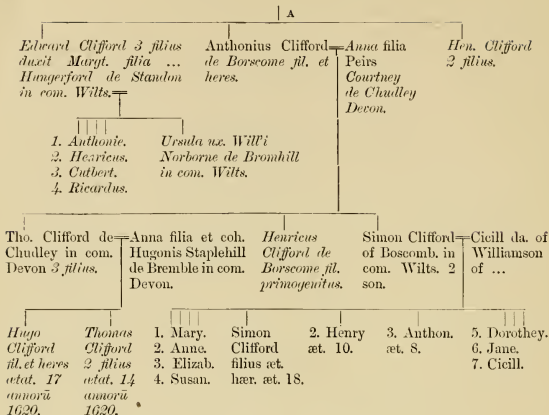 A
Edward Clifford 3 filius
duxit Margt. filia ...
Hungerford de Standon
in com. Wilts.
Anthonius Clifford
de Borscome fil. et
heres.
Anna filia
Peirs
Courtney
de Chudley
Devon.
Hen. Clifford
2 filius.
1. Anthonie.
2. Henricus.
3. Cutbert.
4. Ricardus.
Ursula ux. Will'i
Norborne de Bromhill
in com. Wilts.
Tho. Clifford de
Chudley in com.
Devon 3 filius.
Anna filia et coh.
Hugonis Staplehill
de Bremble in com.
Devon.
Henricus
Clifford de
Borscome fil.
primogenitus.
Simon Clifford
of Boscomb. in
com. Wilts. 2
son.
Cicill da. of
Williamson
of ...
Hugo
Clifford
fil. et heres
ætat. 17
annorū
1620.
Thomas
Clifford
2 filius
ætat. 14
annorū
1620.
1. Mary.
2. Anne.
3. Elizab.
4. Susan.
Simon
Clifford
filius æt.
hær. æt. 18.
2. Henry
æt. 10.
3. Anthon.
æt. 8.
5. Dorothey.
6. Jane.
7. Cicill.